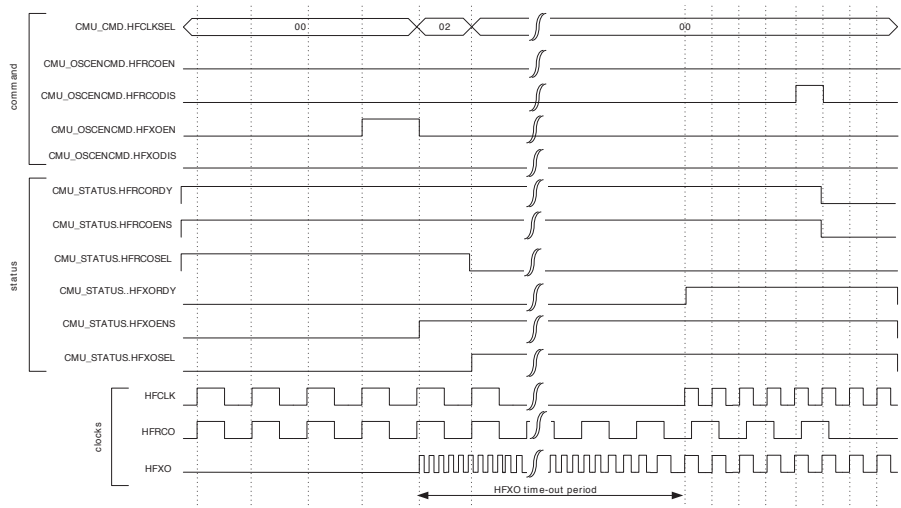 CMU_CMD.HFCLKSEL 00 02 00
CMU_OSCENCMD.HFRCOEN
CMU_OSCENCMD.HFRCODIS
command
CMU_OSCENCMD.HFXOEN
CMU_OSCENCMD.HFXODIS
CMU_STATUS.HFRCORDY
CMU_STATUS.HFRCOENS
CMU_STATUS.HFRCOSEL
status
CMU_STATUS..HFXORDY
CMU_STATUS.HFXOENS
CMU_STATUS.HFXOSEL
HFCLK
clocks
HFRCO
HFXO
HFXO time-out period